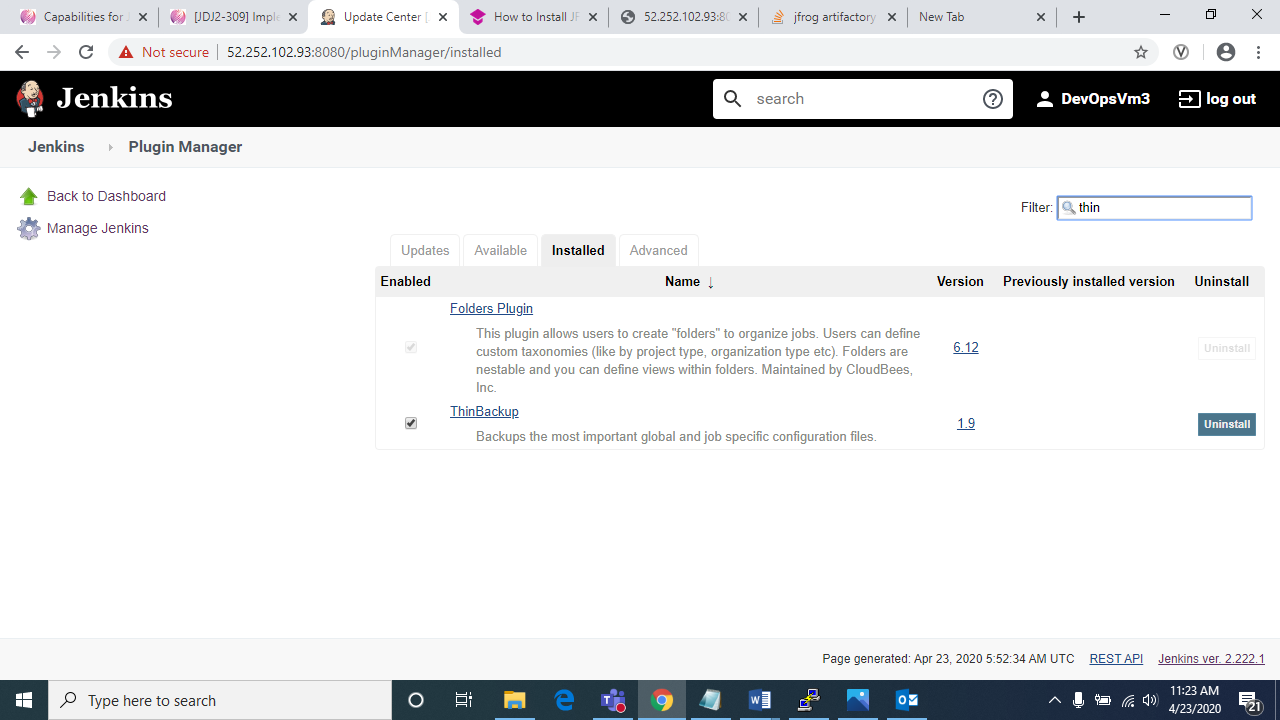 Capabilities for J
[JDJ2-309] Imple
Update Center [
How to Install JF
52.252.102.93:80
jfrog artifactory
New Tab
Not secure
52.252.102.93:8080/pluginManager/installed
Jenkins
search
DevOpsVm3
log out
Jenkins
Plugin Manager
Back to Dashboard
Manage Jenkins
Filter:
thin
Updates
Available
Installed
Advanced
Enabled
Name ↓
Version
Previously installed version
Uninstall
Folders Plugin
This plugin allows users to create "folders" to organize jobs. Users can define
custom taxonomies (like by project type, organization type etc). Folders are
nestable and you can define views within folders. Maintained by CloudBees,
Inc.
6.12
Uninstall
ThinBackup
Backups the most important global and job specific configuration files.
1.9
Uninstall
Page generated: Apr 23, 2020 5:52:34 AM UTC
REST API
Jenkins ver. 2.222.1
Type here to search
11:23 AM
4/23/2020
21